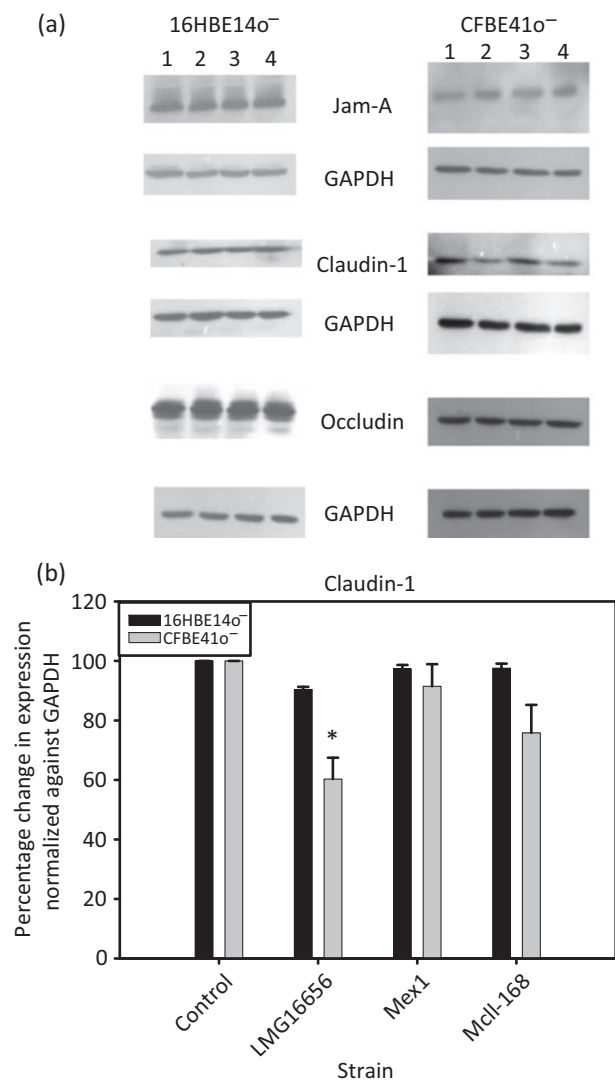 (a)
16HBE14o⁻ CFBE41o⁻
1 2 3 4 1 2 3 4
Jam-A
GAPDH
Claudin-1
GAPDH
Occludin
GAPDH
(b)
Claudin-1
120
100
80
60
40
20
0
16HBE14o⁻
CFBE41o⁻
*
Percentage change in expression
normalized against GAPDH
Control LMG16656 Mex1 McII-168
Strain